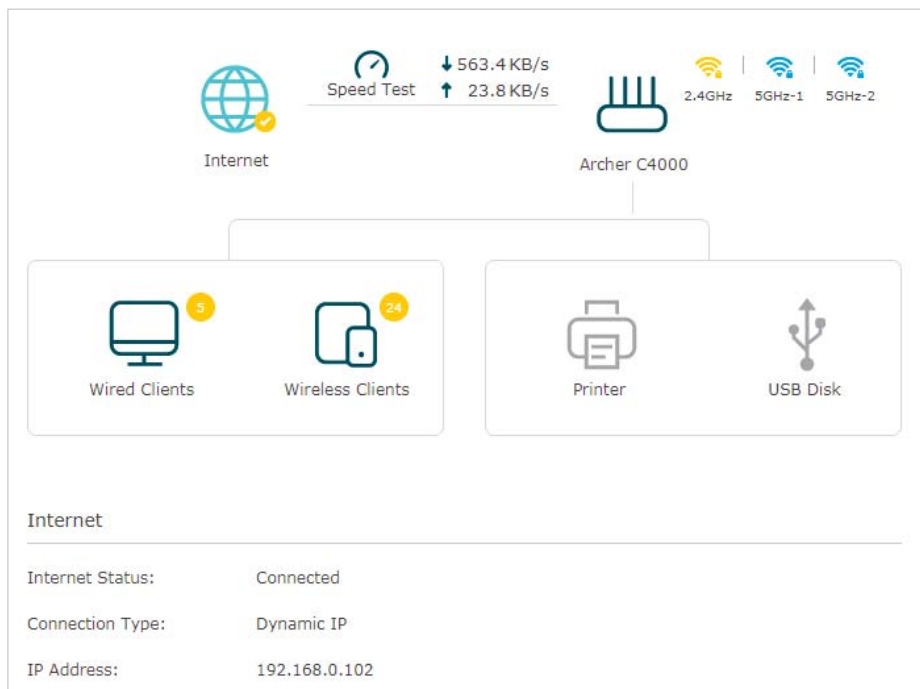 Speed Test
563.4 KB/s
23.8 KB/s
2.4GHz
5GHz-1
5GHz-2
Internet
Archer C4000
5
24
Wired Clients
Wireless Clients
Printer
USB Disk
Internet
Internet Status: Connected
Connection Type: Dynamic IP
IP Address: 192.168.0.102